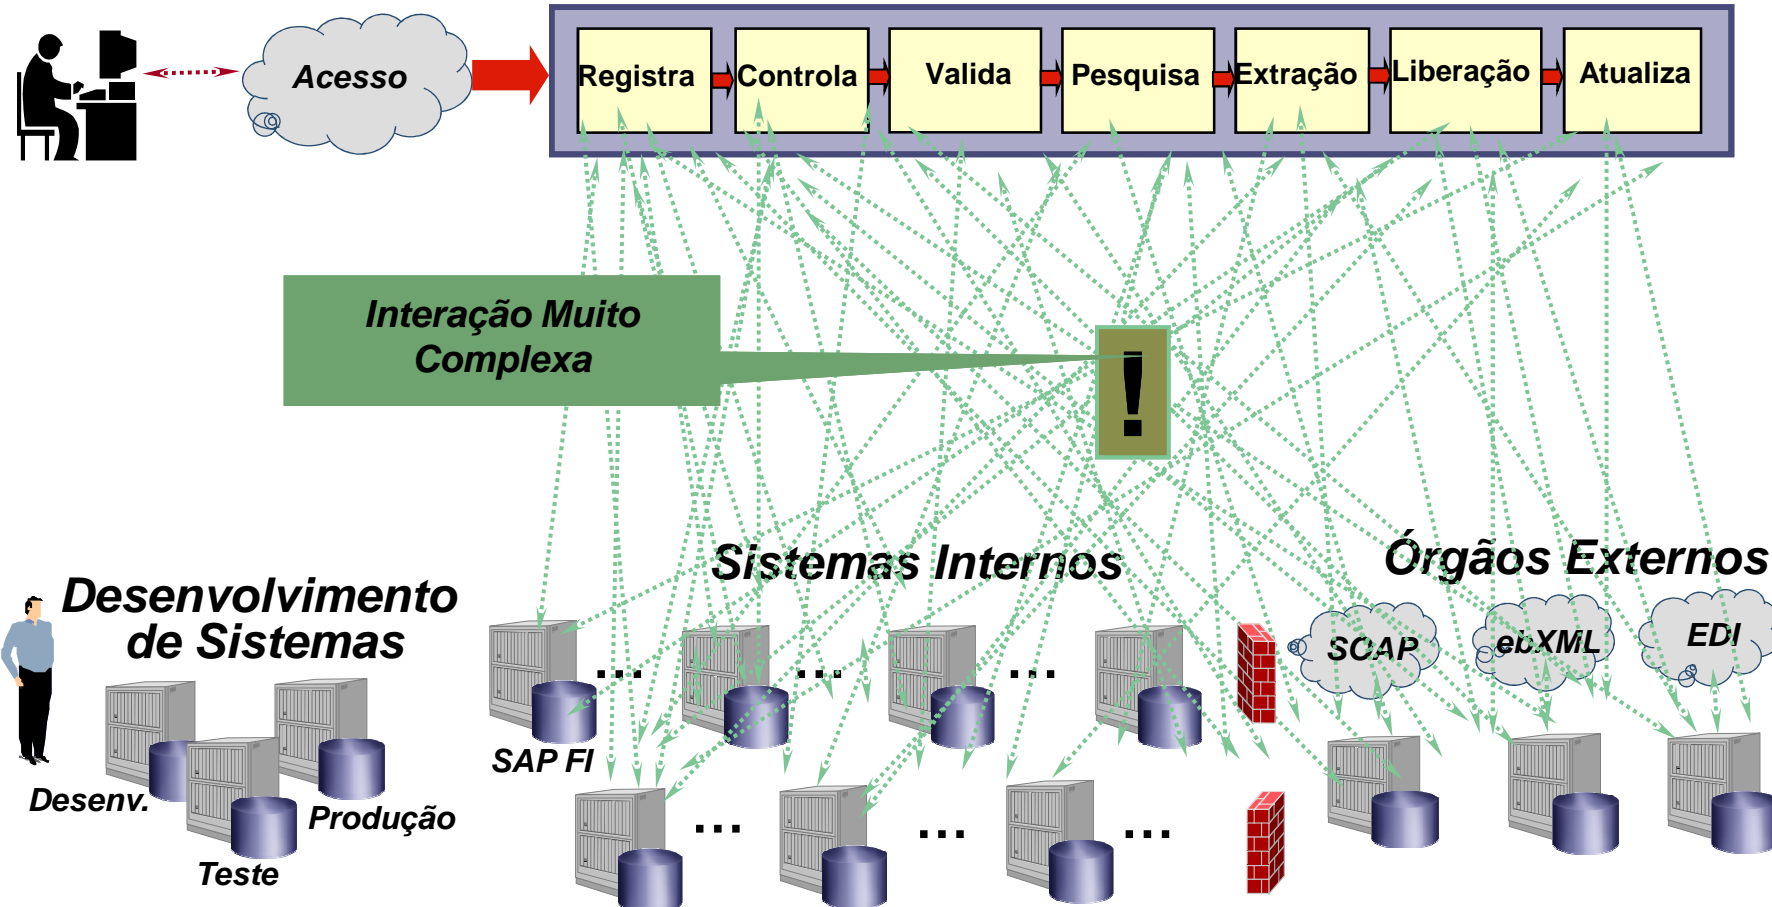 Acesso
Registra
Controla
Valida
Pesquisa
Extração
Liberação
Atualiza
Interação Muito
Complexa
!
Sistemas Internos
Órgãos Externos
Desenvolvimento
de Sistemas
SOAP
ebXML
EDI
...
...
...
SAP FI
Desenv.
Produção
Teste
...
...
...